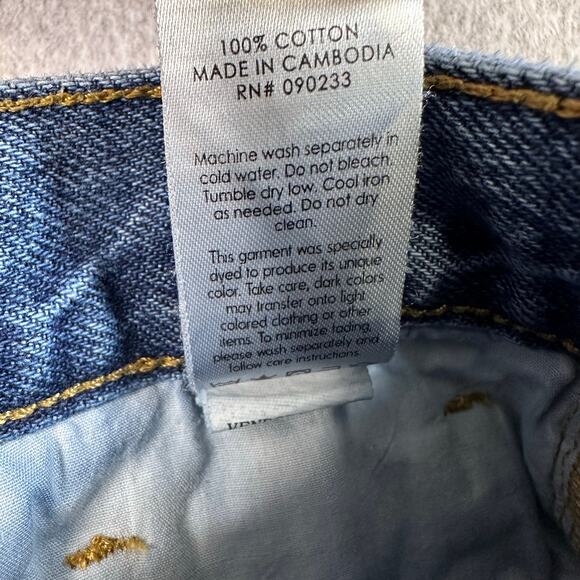 100% COTTON
MADE IN CAMBODIA
RN# 090233
Machine wash separately in
cold water. Do not bleach.
Tumble dry low. Cool iron
as needed. Do not dry
clean.
This garment was specially
dyed to produce its unique
color. Take care, dark colors
may transfer onto light
colored clothing or other
items. To minimize fading,
please wash separately and
follow care instructions.